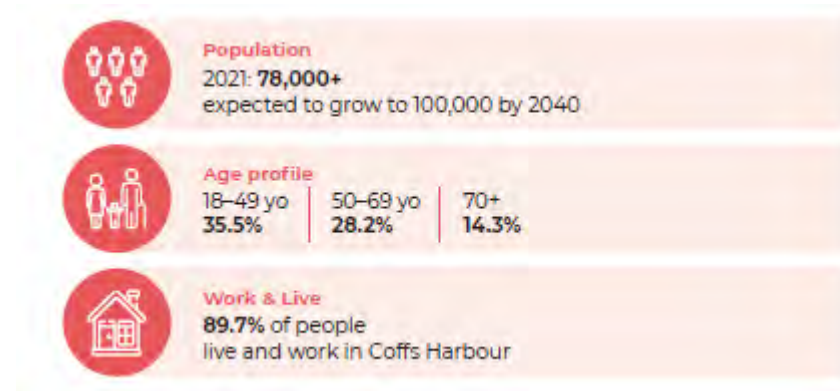 Population
2021: 78,000+
expected to grow to 100,000 by 2040
Age profile
18–49 yo 50–69 yo 70+
35.5% 28.2% 14.3%
Work & Live
89.7% of people
live and work in Coffs Harbour